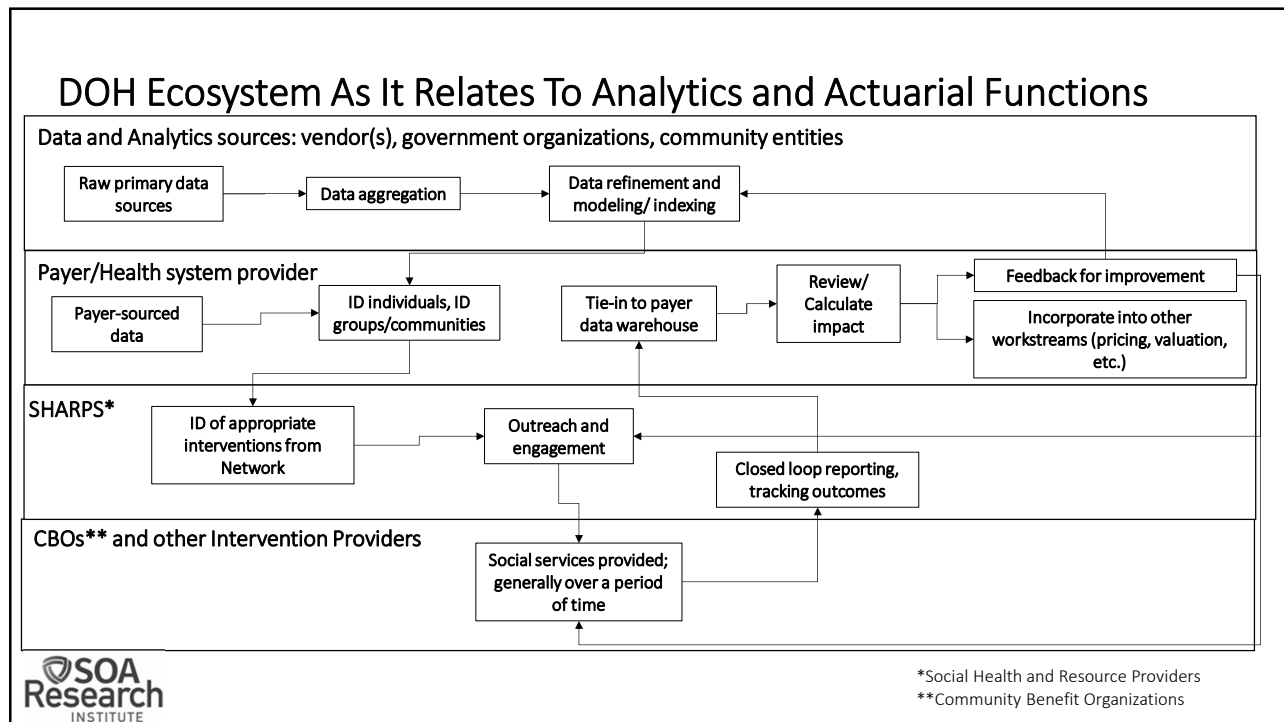 DOH Ecosystem As It Relates To Analytics and Actuarial Functions
Data and Analytics sources: vendor(s), government organizations, community entities
Raw primary data
sources
Data aggregation
Data refinement and
modeling/ indexing
Payer/Health system provider
Payer-sourced
data
ID individuals, ID
groups/communities
Tie-in to payer
data warehouse
Review/
Calculate
impact
Feedback for improvement
Incorporate into other
workstreams (pricing, valuation,
etc.)
SHARPS*
ID of appropriate
interventions from
Network
Outreach and
engagement
Closed loop reporting,
tracking outcomes
CBOs** and other Intervention Providers
Social services provided;
generally over a period
of time
SOA
Research
INSTITUTE
*Social Health and Resource Providers
**Community Benefit Organizations